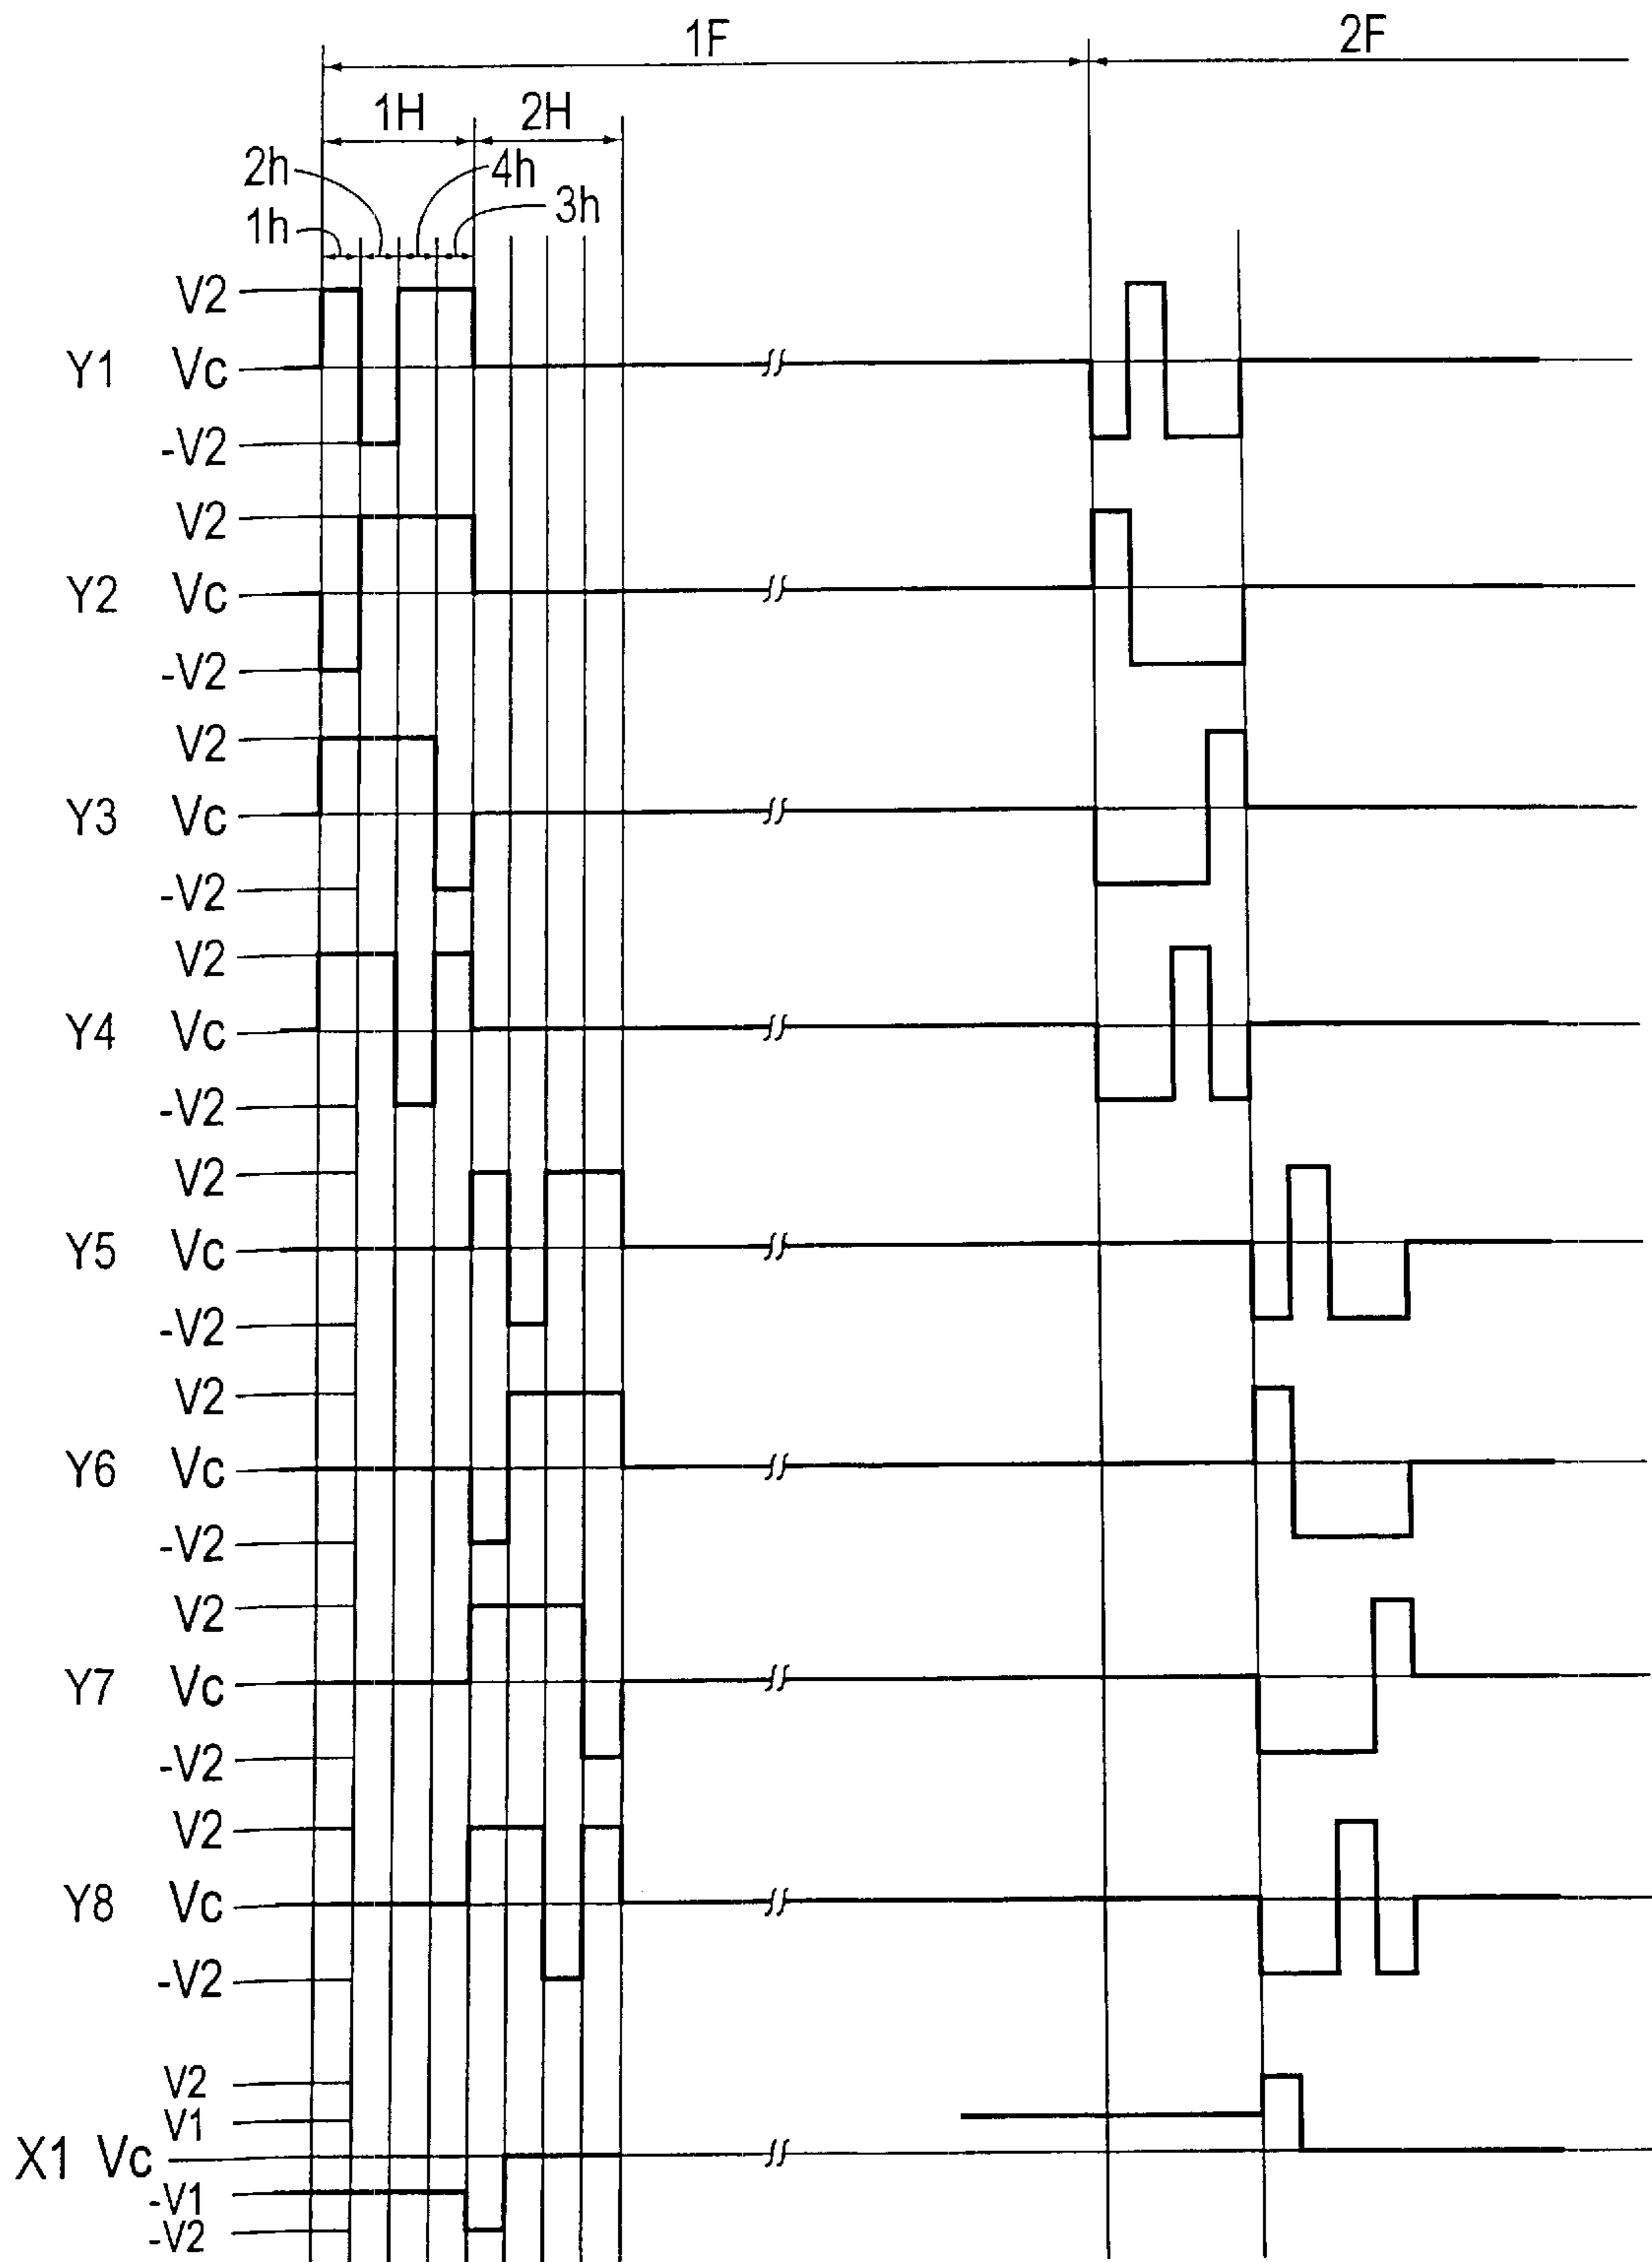 1F 2F
1H 2H
2h 4h
1h 3h
V2
Y1 Vc
-V2
V2
Y2 Vc
-V2
V2
Y3 Vc
-V2
V2
Y4 Vc
-V2
V2
Y5 Vc
-V2
V2
Y6 Vc
-V2
V2
Y7 Vc
-V2
V2
Y8 Vc
-V2
V2
V1
X1 Vc
-V1
-V2